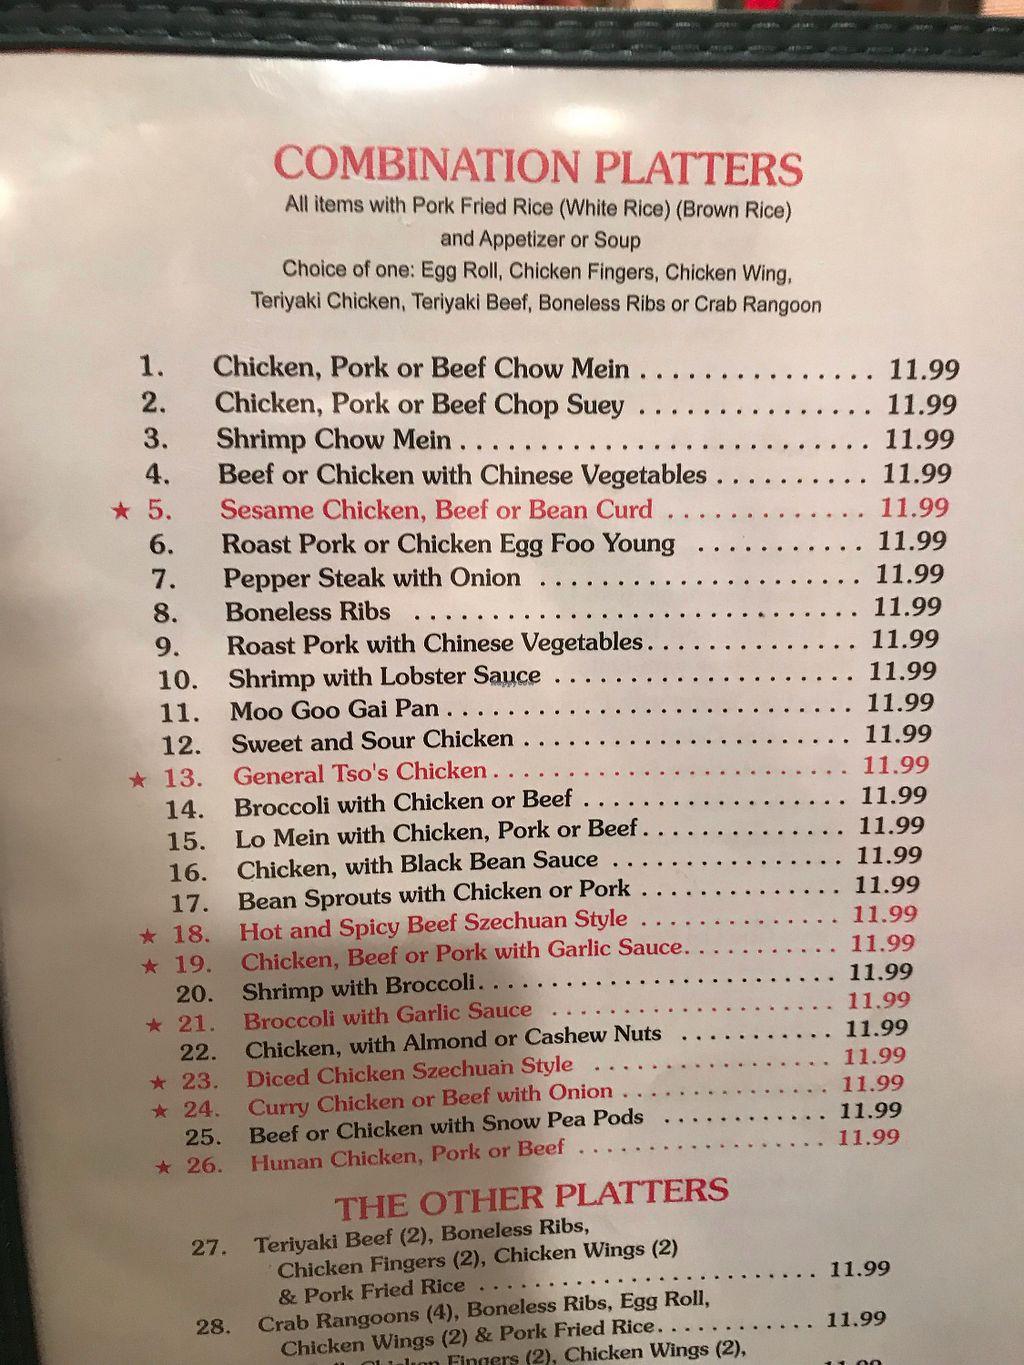 COMBINATION PLATTERS
All items with Pork Fried Rice (White Rice) (Brown Rice)
and Appetizer or Soup
Choice of one: Egg Roll, Chicken Fingers, Chicken Wing,
Teriyaki Chicken, Teriyaki Beef, Boneless Ribs or Crab Rangoon
1. Chicken, Pork or Beef Chow Mein . . . . . . . . . . . . . . . 11.99
2. Chicken, Pork or Beef Chop Suey . . . . . . . . . . . . . . . 11.99
3. Shrimp Chow Mein . . . . . . . . . . . . . . . . . . . . . . . . . . 11.99
4. Beef or Chicken with Chinese Vegetables . . . . . . . . . . 11.99
★ 5. Sesame Chicken, Beef or Bean Curd . . . . . . . . . . . . . 11.99
6. Roast Pork or Chicken Egg Foo Young . . . . . . . . . . . 11.99
7. Pepper Steak with Onion . . . . . . . . . . . . . . . . . . . . . 11.99
8. Boneless Ribs . . . . . . . . . . . . . . . . . . . . . . . . . . . . 11.99
9. Roast Pork with Chinese Vegetables. . . . . . . . . . . . . . 11.99
10. Shrimp with Lobster Sauce . . . . . . . . . . . . . . . . . . . 11.99
11. Moo Goo Gai Pan . . . . . . . . . . . . . . . . . . . . . . . . . . 11.99
12. Sweet and Sour Chicken . . . . . . . . . . . . . . . . . . . . . 11.99
★ 13. General Tso's Chicken . . . . . . . . . . . . . . . . . . . . . . . 11.99
14. Broccoli with Chicken or Beef . . . . . . . . . . . . . . . . . 11.99
15. Lo Mein with Chicken, Pork or Beef . . . . . . . . . . . . . 11.99
16. Chicken, with Black Bean Sauce . . . . . . . . . . . . . . . 11.99
17. Bean Sprouts with Chicken or Pork . . . . . . . . . . . . . 11.99
★ 18. Hot and Spicy Beef Szechuan Style . . . . . . . . . . . . . 11.99
★ 19. Chicken, Beef or Pork with Garlic Sauce. . . . . . . . . . 11.99
20. Shrimp with Broccoli. . . . . . . . . . . . . . . . . . . . . . . . 11.99
★ 21. Broccoli with Garlic Sauce . . . . . . . . . . . . . . . . . . . 11.99
22. Chicken, with Almond or Cashew Nuts . . . . . . . . . . 11.99
★ 23. Diced Chicken Szechuan Style . . . . . . . . . . . . . . . . 11.99
★ 24. Curry Chicken or Beef with Onion . . . . . . . . . . . . . . 11.99
25. Beef or Chicken with Snow Pea Pods . . . . . . . . . . . 11.99
★ 26. Hunan Chicken, Pork or Beef . . . . . . . . . . . . . . . . . 11.99
THE OTHER PLATTERS
27. Teriyaki Beef (2), Boneless Ribs,
Chicken Fingers (2), Chicken Wings (2)
& Pork Fried Rice . . . . . . . . . . . . . . . . . . . . . . . . 11.99
28. Crab Rangoons (4), Boneless Ribs, Egg Roll,
Chicken Wings (2) & Pork Fried Rice. . . . . . . . . . . . 11.99
Chicken Fingers (2), Chicken Wings (2),
11.99